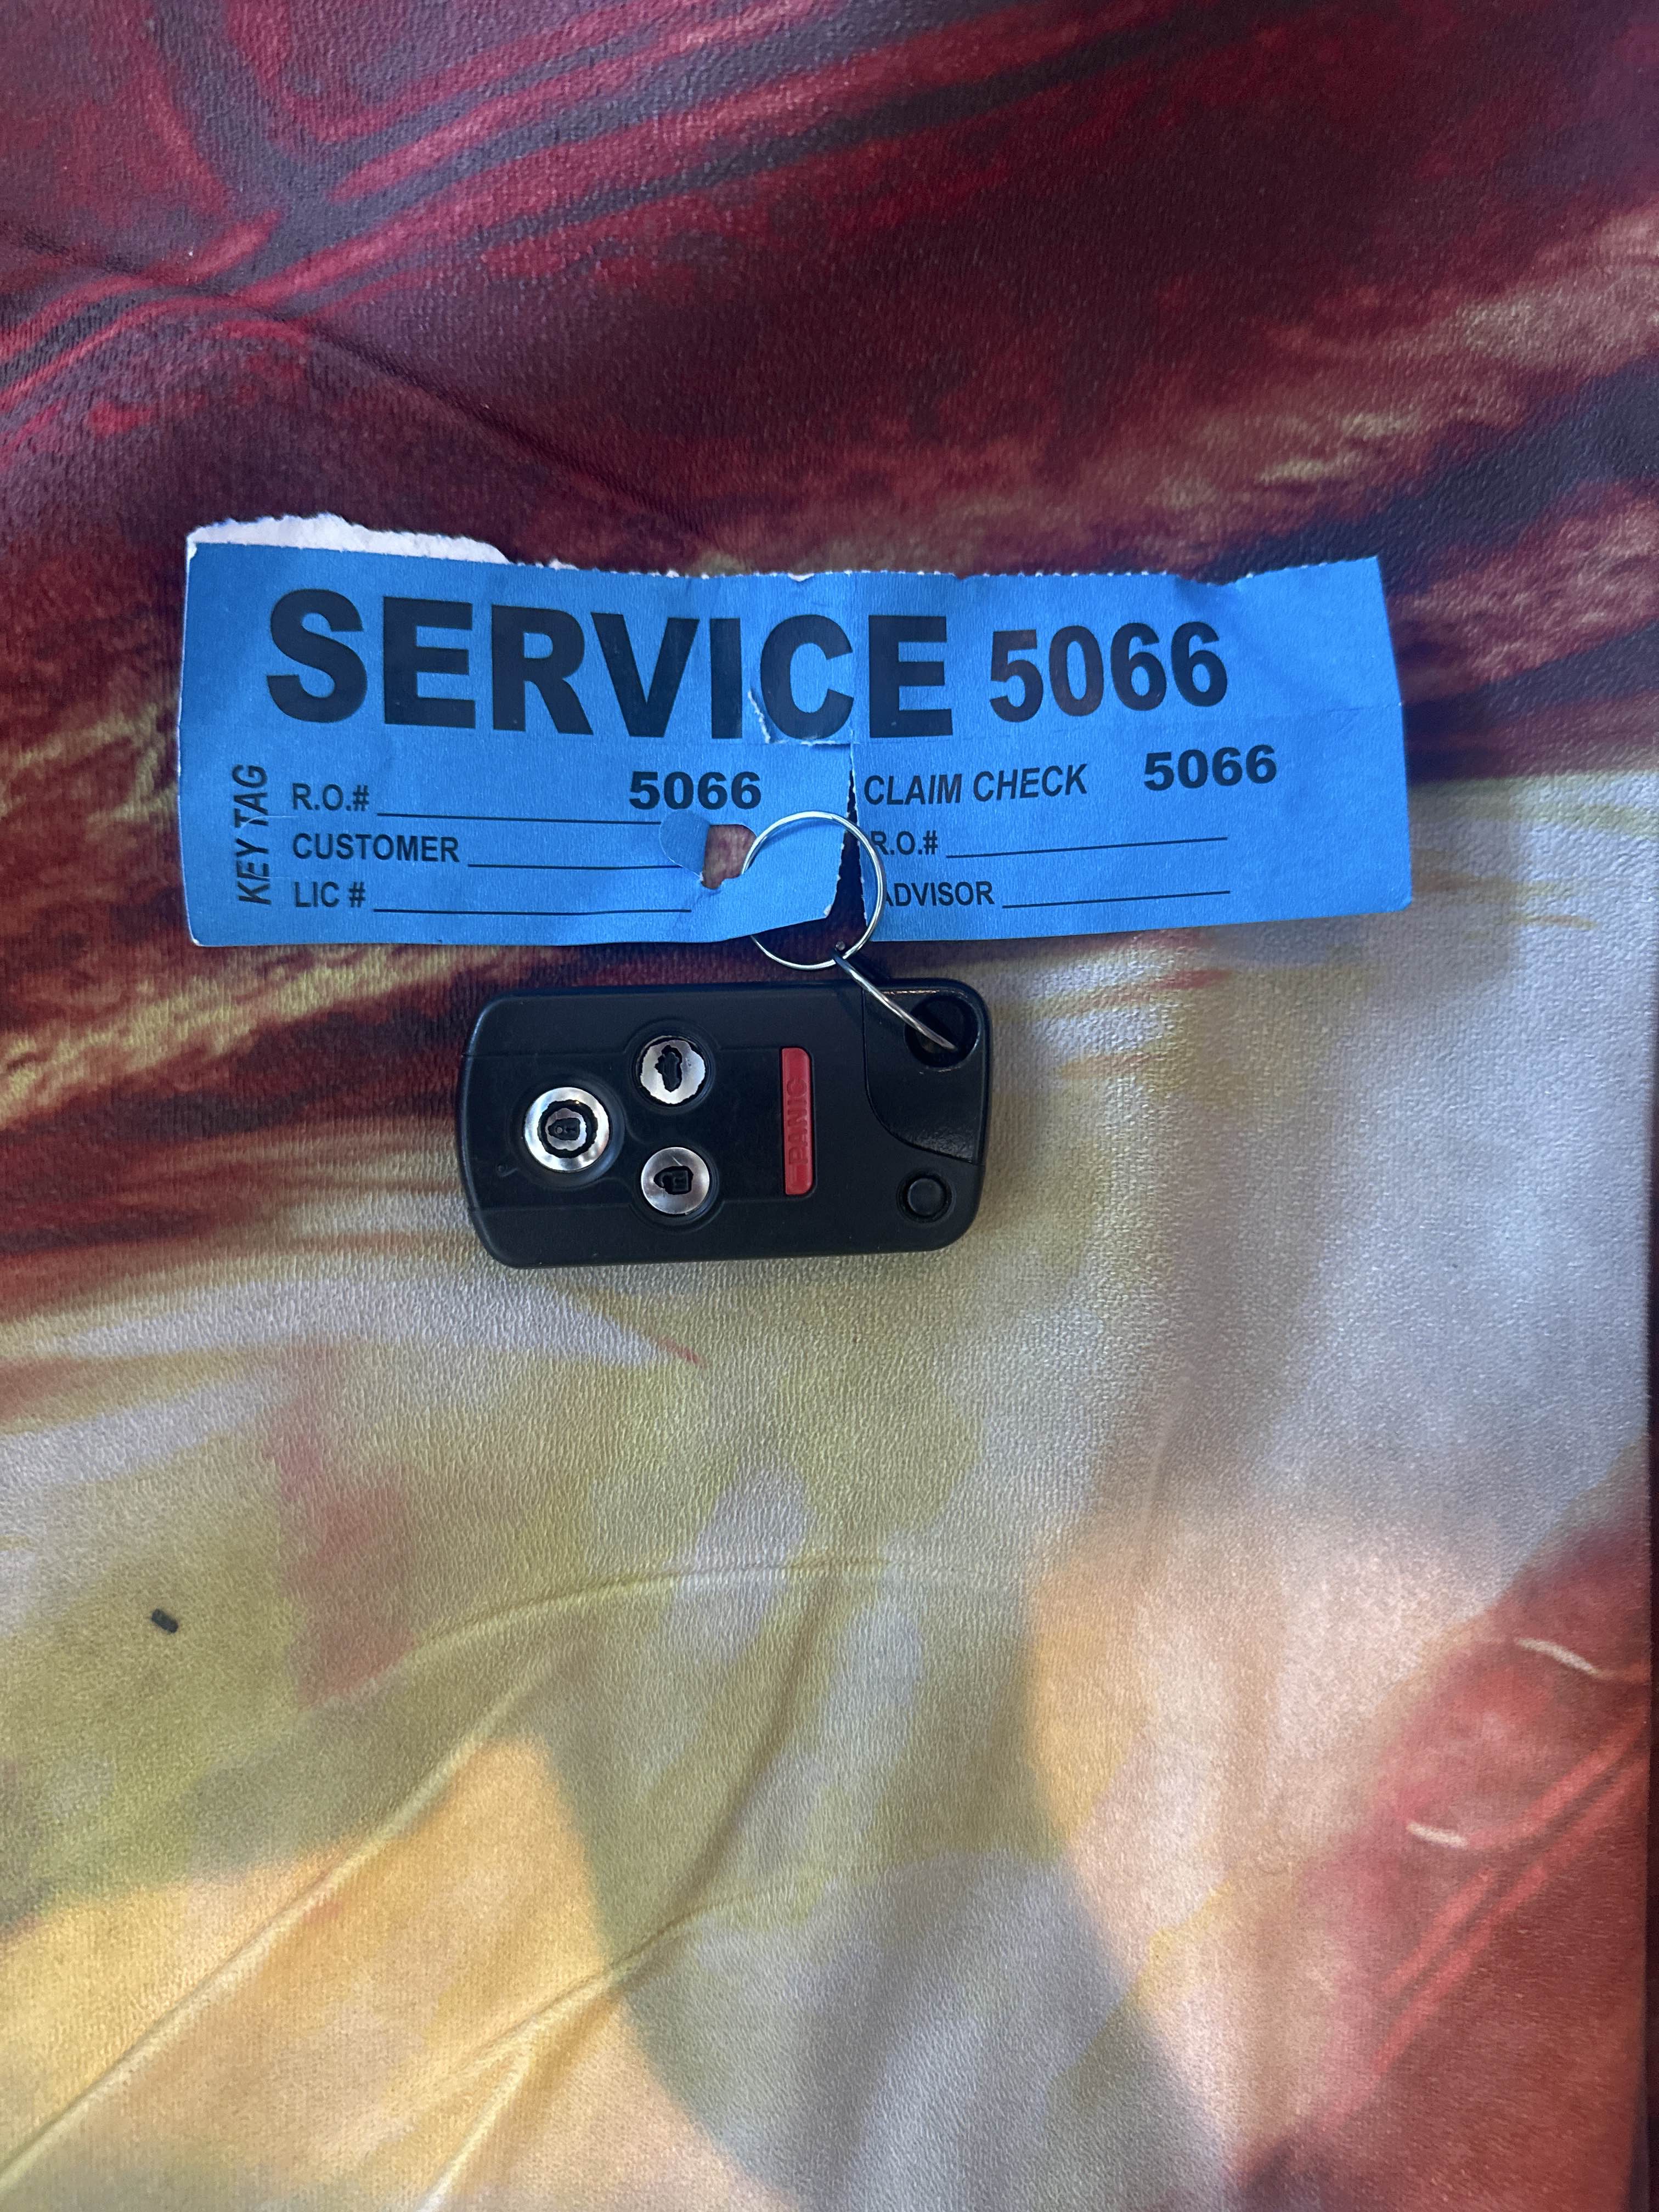 SERVICE 5066
KEY TAG
R.O.# 5066
CUSTOMER
LIC #
CLAIM CHECK 5066
R.O.#
ADVISOR
PANIC